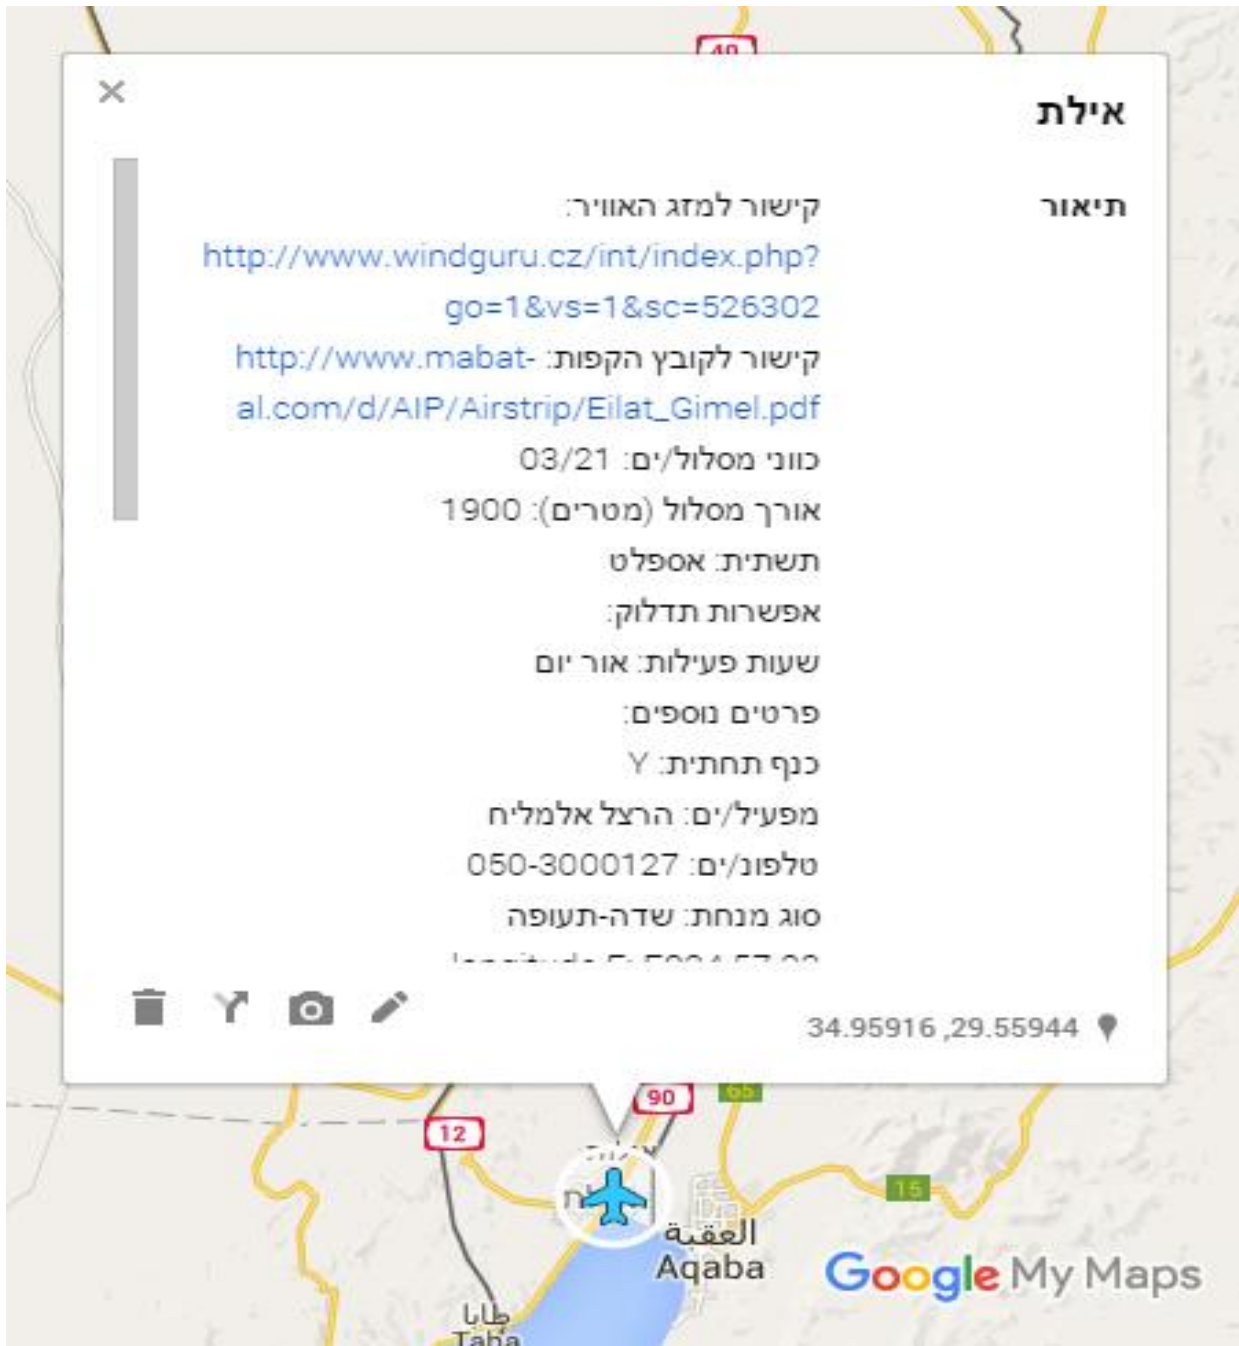 40
אילת
תיאור
קישור למזג האוויר:
http://www.windguru.cz/int/index.php?
go=1&vs=1&sc=526302
קישור לקובץ הקפות: http://www.mabat-
al.com/d/AIP/Airstrip/Eilat_Gimel.pdf
כווני מסלול/ים: 03/21
אורך מסלול (מטרים): 1900
תשתית: אספלט
אפשרות תדלוק:
שעות פעילות: אור יום
פרטים נוספים:
כנף תחתית: Y
מפעיל/ים: הרצל אלמליח
טלפונ/ים: 050-3000127
סוג מנחת: שדה-תעופה
34.95916 ,29.55944
90
65
12
אילות
15
العقبة
Aqaba
Google My Maps
طابا
Taba